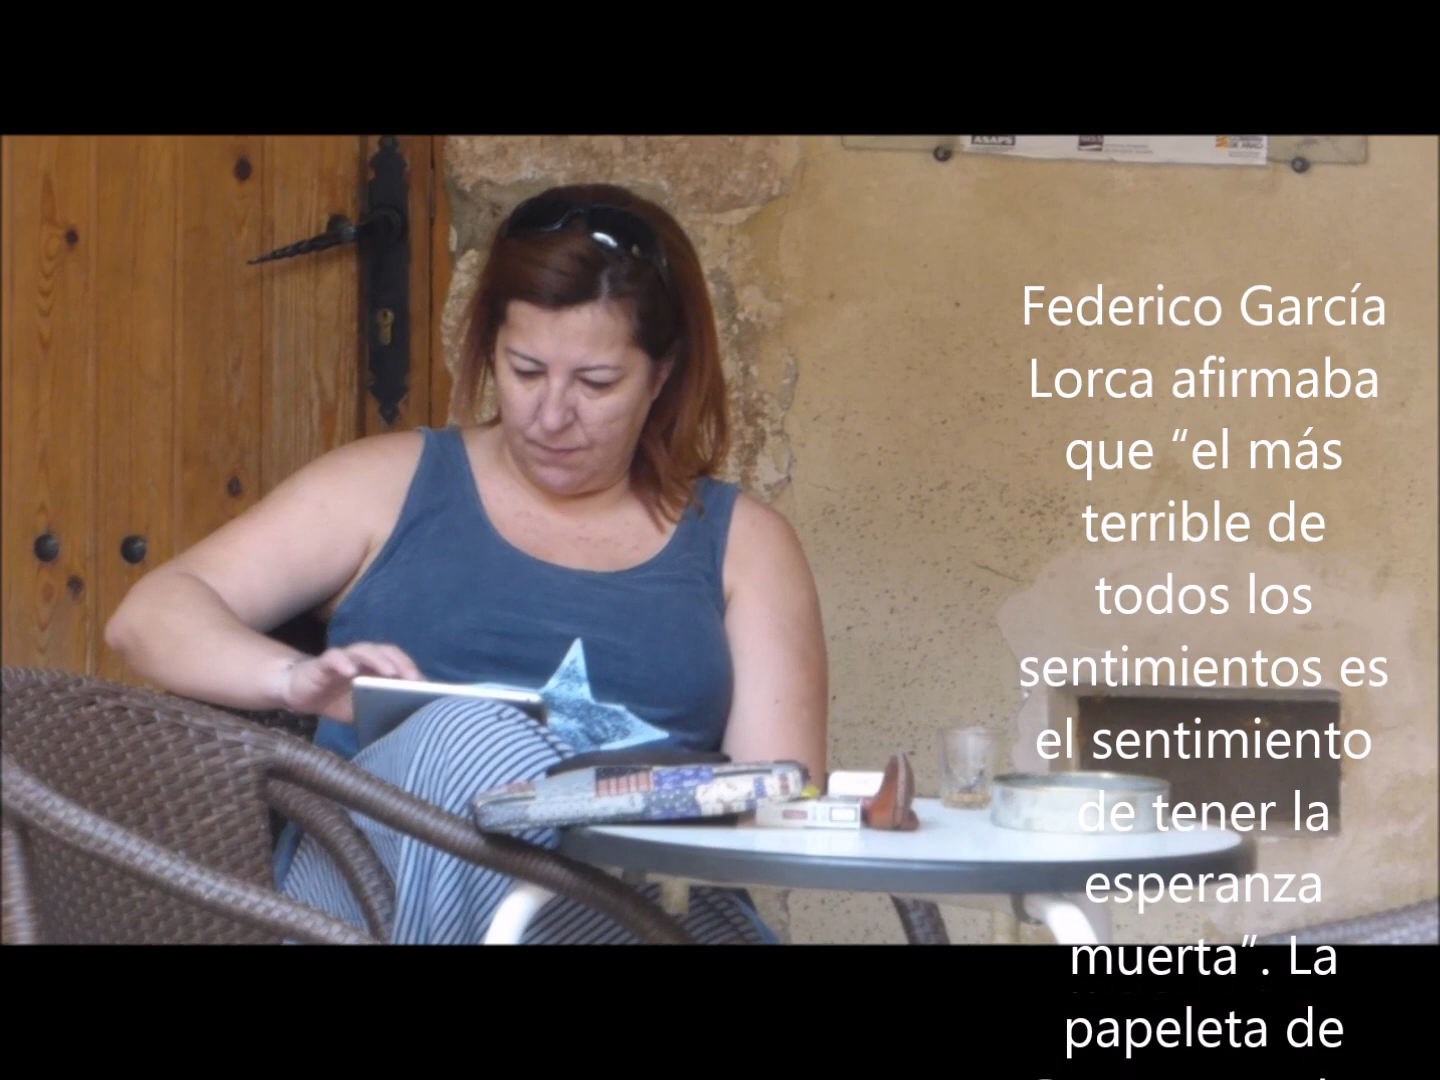 ASAPS
Federico García
Lorca afirmaba
que “el más
terrible de
todos los
sentimientos es
el sentimiento
de tener la
esperanza
muerta”. La
papeleta de